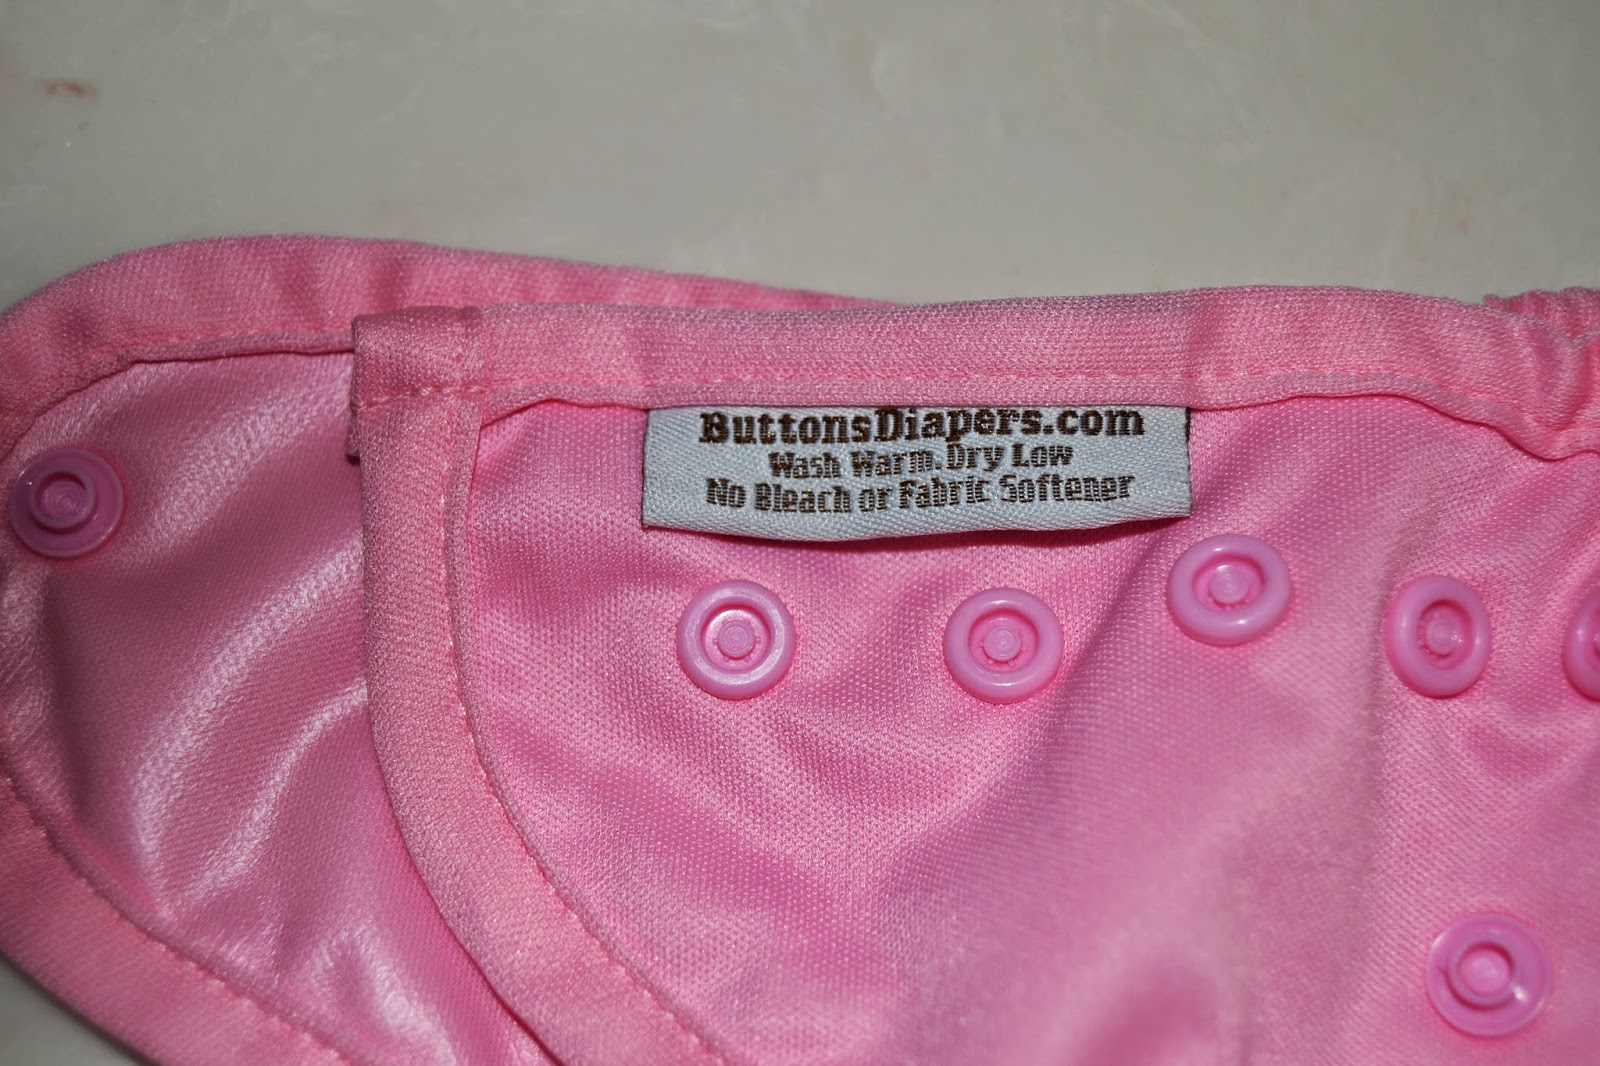 ButtonsDiapers.com
Wash Warm. Dry Low
No Bleach or Fabric Softener